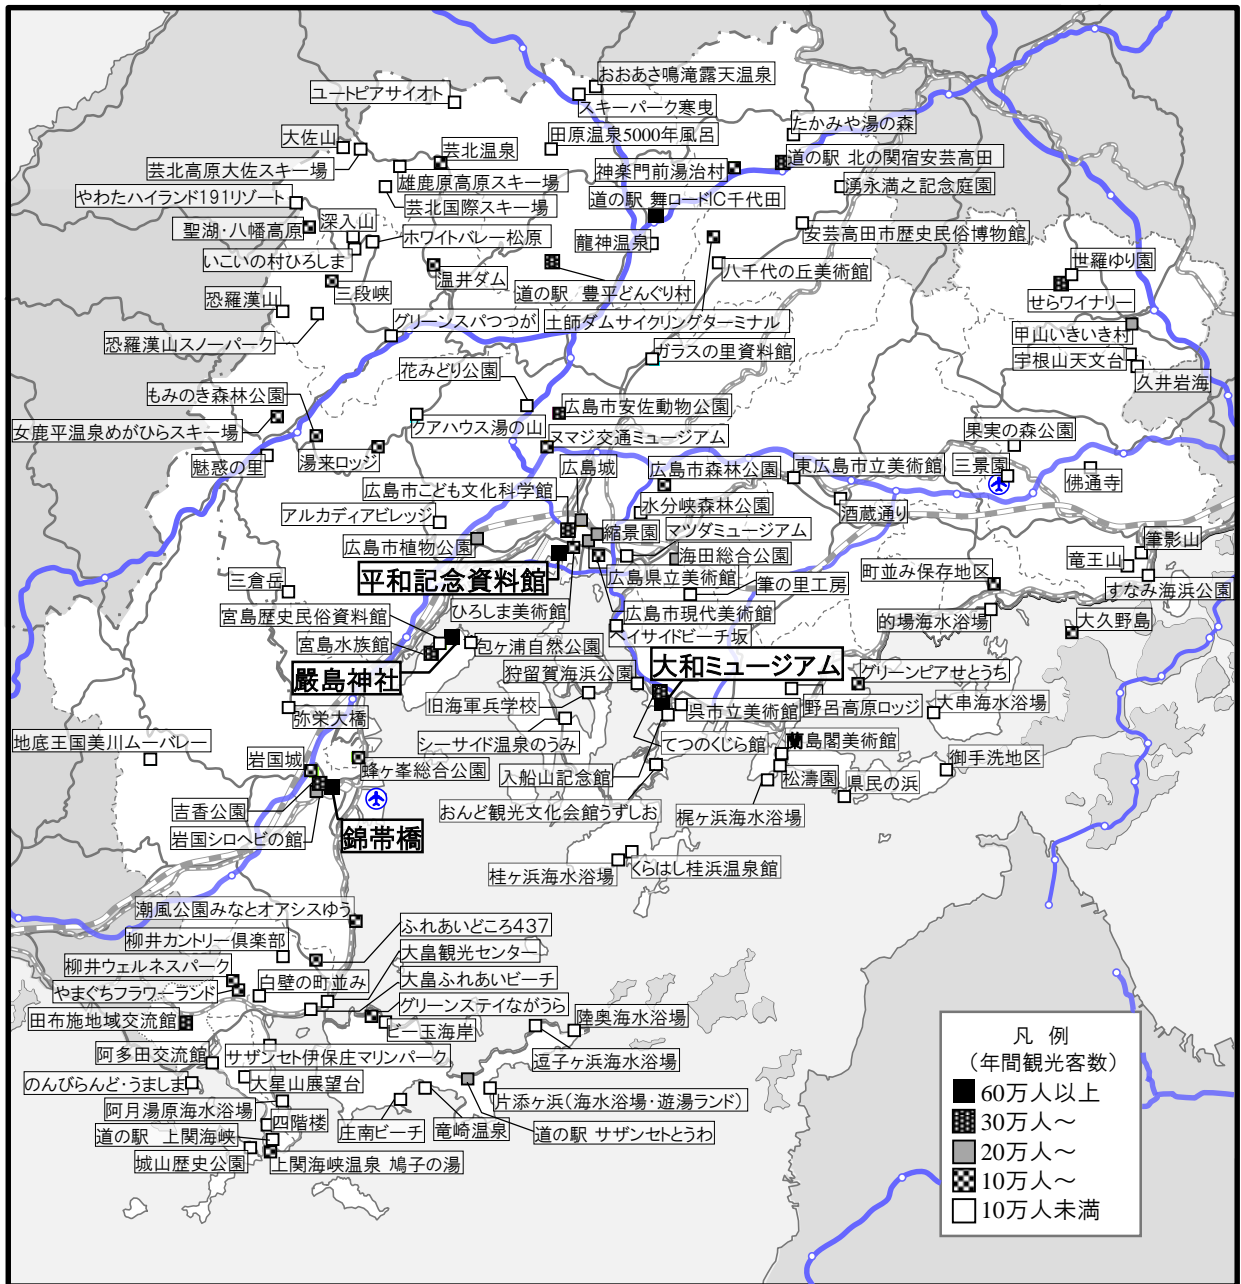 おおあさ鳴滝露天温泉
ユートピアサイオト
スキーパーク寒曳
たかみや湯の森
大佐山
田原温泉5000年風呂
芸北温泉
道の駅 北の関宿安芸高田
芸北高原大佐スキー場
神楽門前湯治村
雄鹿原高原スキー場
湧永満之記念庭園
やわたハイランド191リゾート
道の駅 舞ロードIC千代田
芸北国際スキー場
深入山
聖湖・八幡高原
ホワイトバレー松原
安芸高田市歴史民俗博物館
龍神温泉
いこいの村ひろしま
世羅ゆり園
八千代の丘美術館
温井ダム
三段峡
道の駅 豊平どんぐり村
せらワイナリー
恐羅漢山
グリーンスパつつが
土師ダムサイクリングターミナル
甲山いきいき村
恐羅漢山スノーパーク
ガラスの里資料館
宇根山天文台
花みどり公園
久井岩海
もみのき森林公園
広島市安佐動物公園
女鹿平温泉めがひらスキー場
クアハウス湯の山
ヌマジ交通ミュージアム
果実の森公園
魅惑の里
湯来ロッジ
広島城
広島市森林公園
東広島市立美術館
三景園
佛通寺
広島市こども文化科学館
水分峡森林公園
酒蔵通り
アルカディアビレッジ
縮景園
マツダミュージアム
筆影山
広島市植物公園
海田総合公園
竜王山
平和記念資料館
広島県立美術館
筆の里工房
町並み保存地区
すなみ海浜公園
三倉岳
ひろしま美術館
広島市現代美術館
宮島歴史民俗資料館
的場海水浴場
大久野島
ベイサイドビーチ坂
宮島水族館
包ヶ浦自然公園
大和ミュージアム
厳島神社
狩留賀海浜公園
グリーンピアせとうち
旧海軍兵学校
呉市立美術館
野呂高原ロッジ
大串海水浴場
弥栄大橋
地底王国美川ムーバレー
シーサイド温泉のうみ
てつのくじら館
蘭島閣美術館
岩国城
蜂ヶ峯総合公園
入船山記念館
松濤園
県民の浜
御手洗地区
吉香公園
おんど観光文化会館うずしお
梶ヶ浜海水浴場
岩国シロヘビの館
錦帯橋
桂ヶ浜海水浴場
くらはし桂浜温泉館
潮風公園みなとオアシスゆう
ふれあいどころ437
柳井カントリー倶楽部
大畠観光センター
柳井ウェルネスパーク
白壁の町並み
大畠ふれあいビーチ
やまぐちフラワーランド
グリーンステイながうら
田布施地域交流館
ビー玉海岸
陸奥海水浴場
阿多田交流館
サザンセト伊保庄マリンパーク
逗子ヶ浜海水浴場
のんびらんど・うましま
大星山展望台
片添ヶ浜(海水浴場・遊湯ランド)
阿月湯原海水浴場
四階楼
庄南ビーチ
竜崎温泉
道の駅 サザンセトとうわ
道の駅 上関海峡
城山歴史公園
上関海峡温泉 鳩子の湯
凡 例
(年間観光客数)
60万人以上
30万人～
20万人～
10万人～
10万人未満